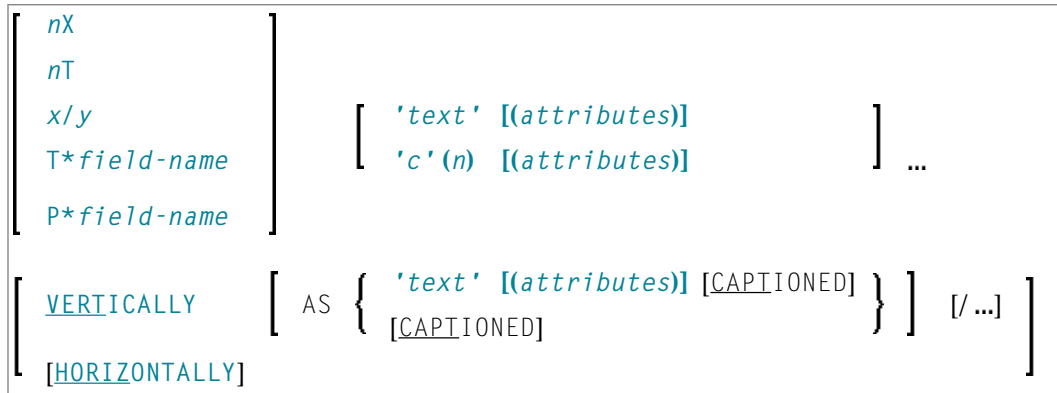 nX
nT
x/y
T*field-name
P*field-name
'text' [(attributes)]
'c' (n) [(attributes)]
...
VERTICALLY
[HORIZONTALLY]
AS
'text' [(attributes)] [CAPTIONED]
[CAPTIONED]
[/ ...]